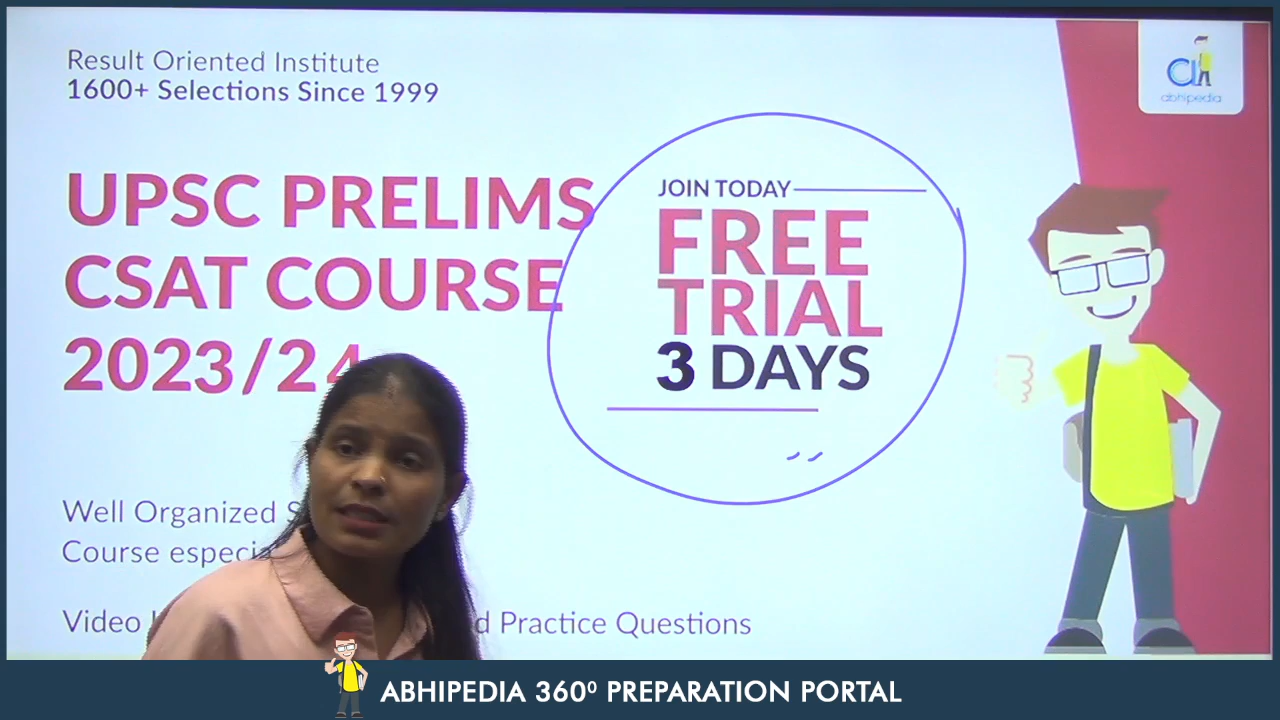 Result Oriented Institute
1600+ Selections Since 1999
abhipedia
UPSC PRELIMS
CSAT COURSE
2023/24
JOIN TODAY
FREE
TRIAL
3 DAYS
Well Organized
Course
Video
Practice Questions
ABHIPEDIA 360⁰ PREPARATION PORTAL